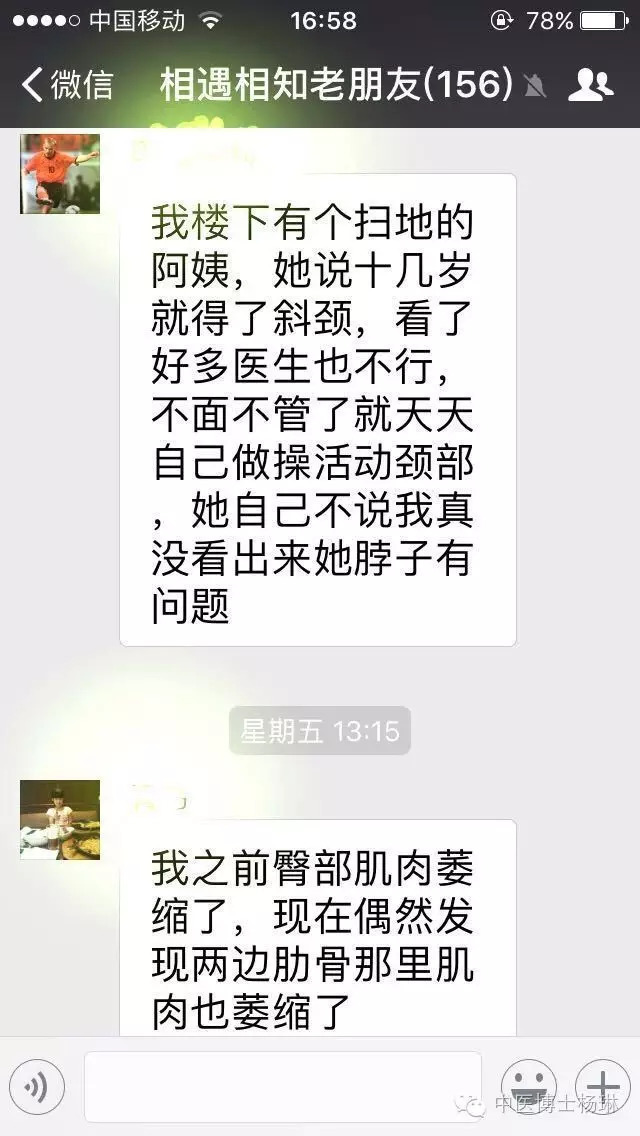 中国移动 16:58 78%
微信 相遇相知老朋友(156)
我楼下有个扫地的
阿姨，她说十几岁
就得了斜颈，看了
好多医生也不行，
不面不管了就天天
自己做操活动颈部
，她自己不说我真
没看出来她脖子有
问题
星期五 13:15
我之前臀部肌肉萎
缩了，现在偶然发
现两边肋骨那里肌
肉也萎缩了
中医博士杨琳